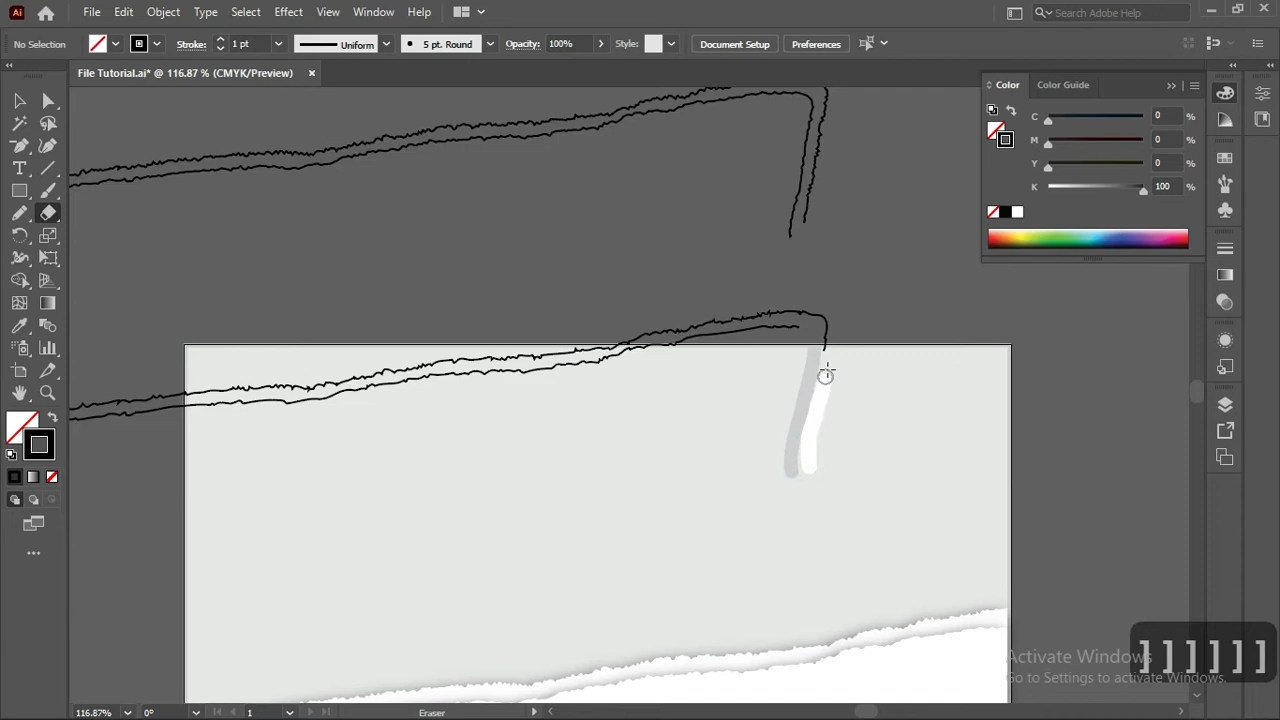 Ai File Edit Object Type Select Effect View Window Help Search Adobe Help
No Selection Stroke: 1 pt Uniform 5 pt. Round Opacity: 100% Style: Document Setup Preferences
File Tutorial.ai* @ 116.87 % (CMYK/Preview)
Color Color Guide
C 0 %
M 0 %
Y 0 %
K 100 %
T
]]]]]]
Activate Windows
Go to Settings to activate Windows.
116.87% 0° 1 Eraser